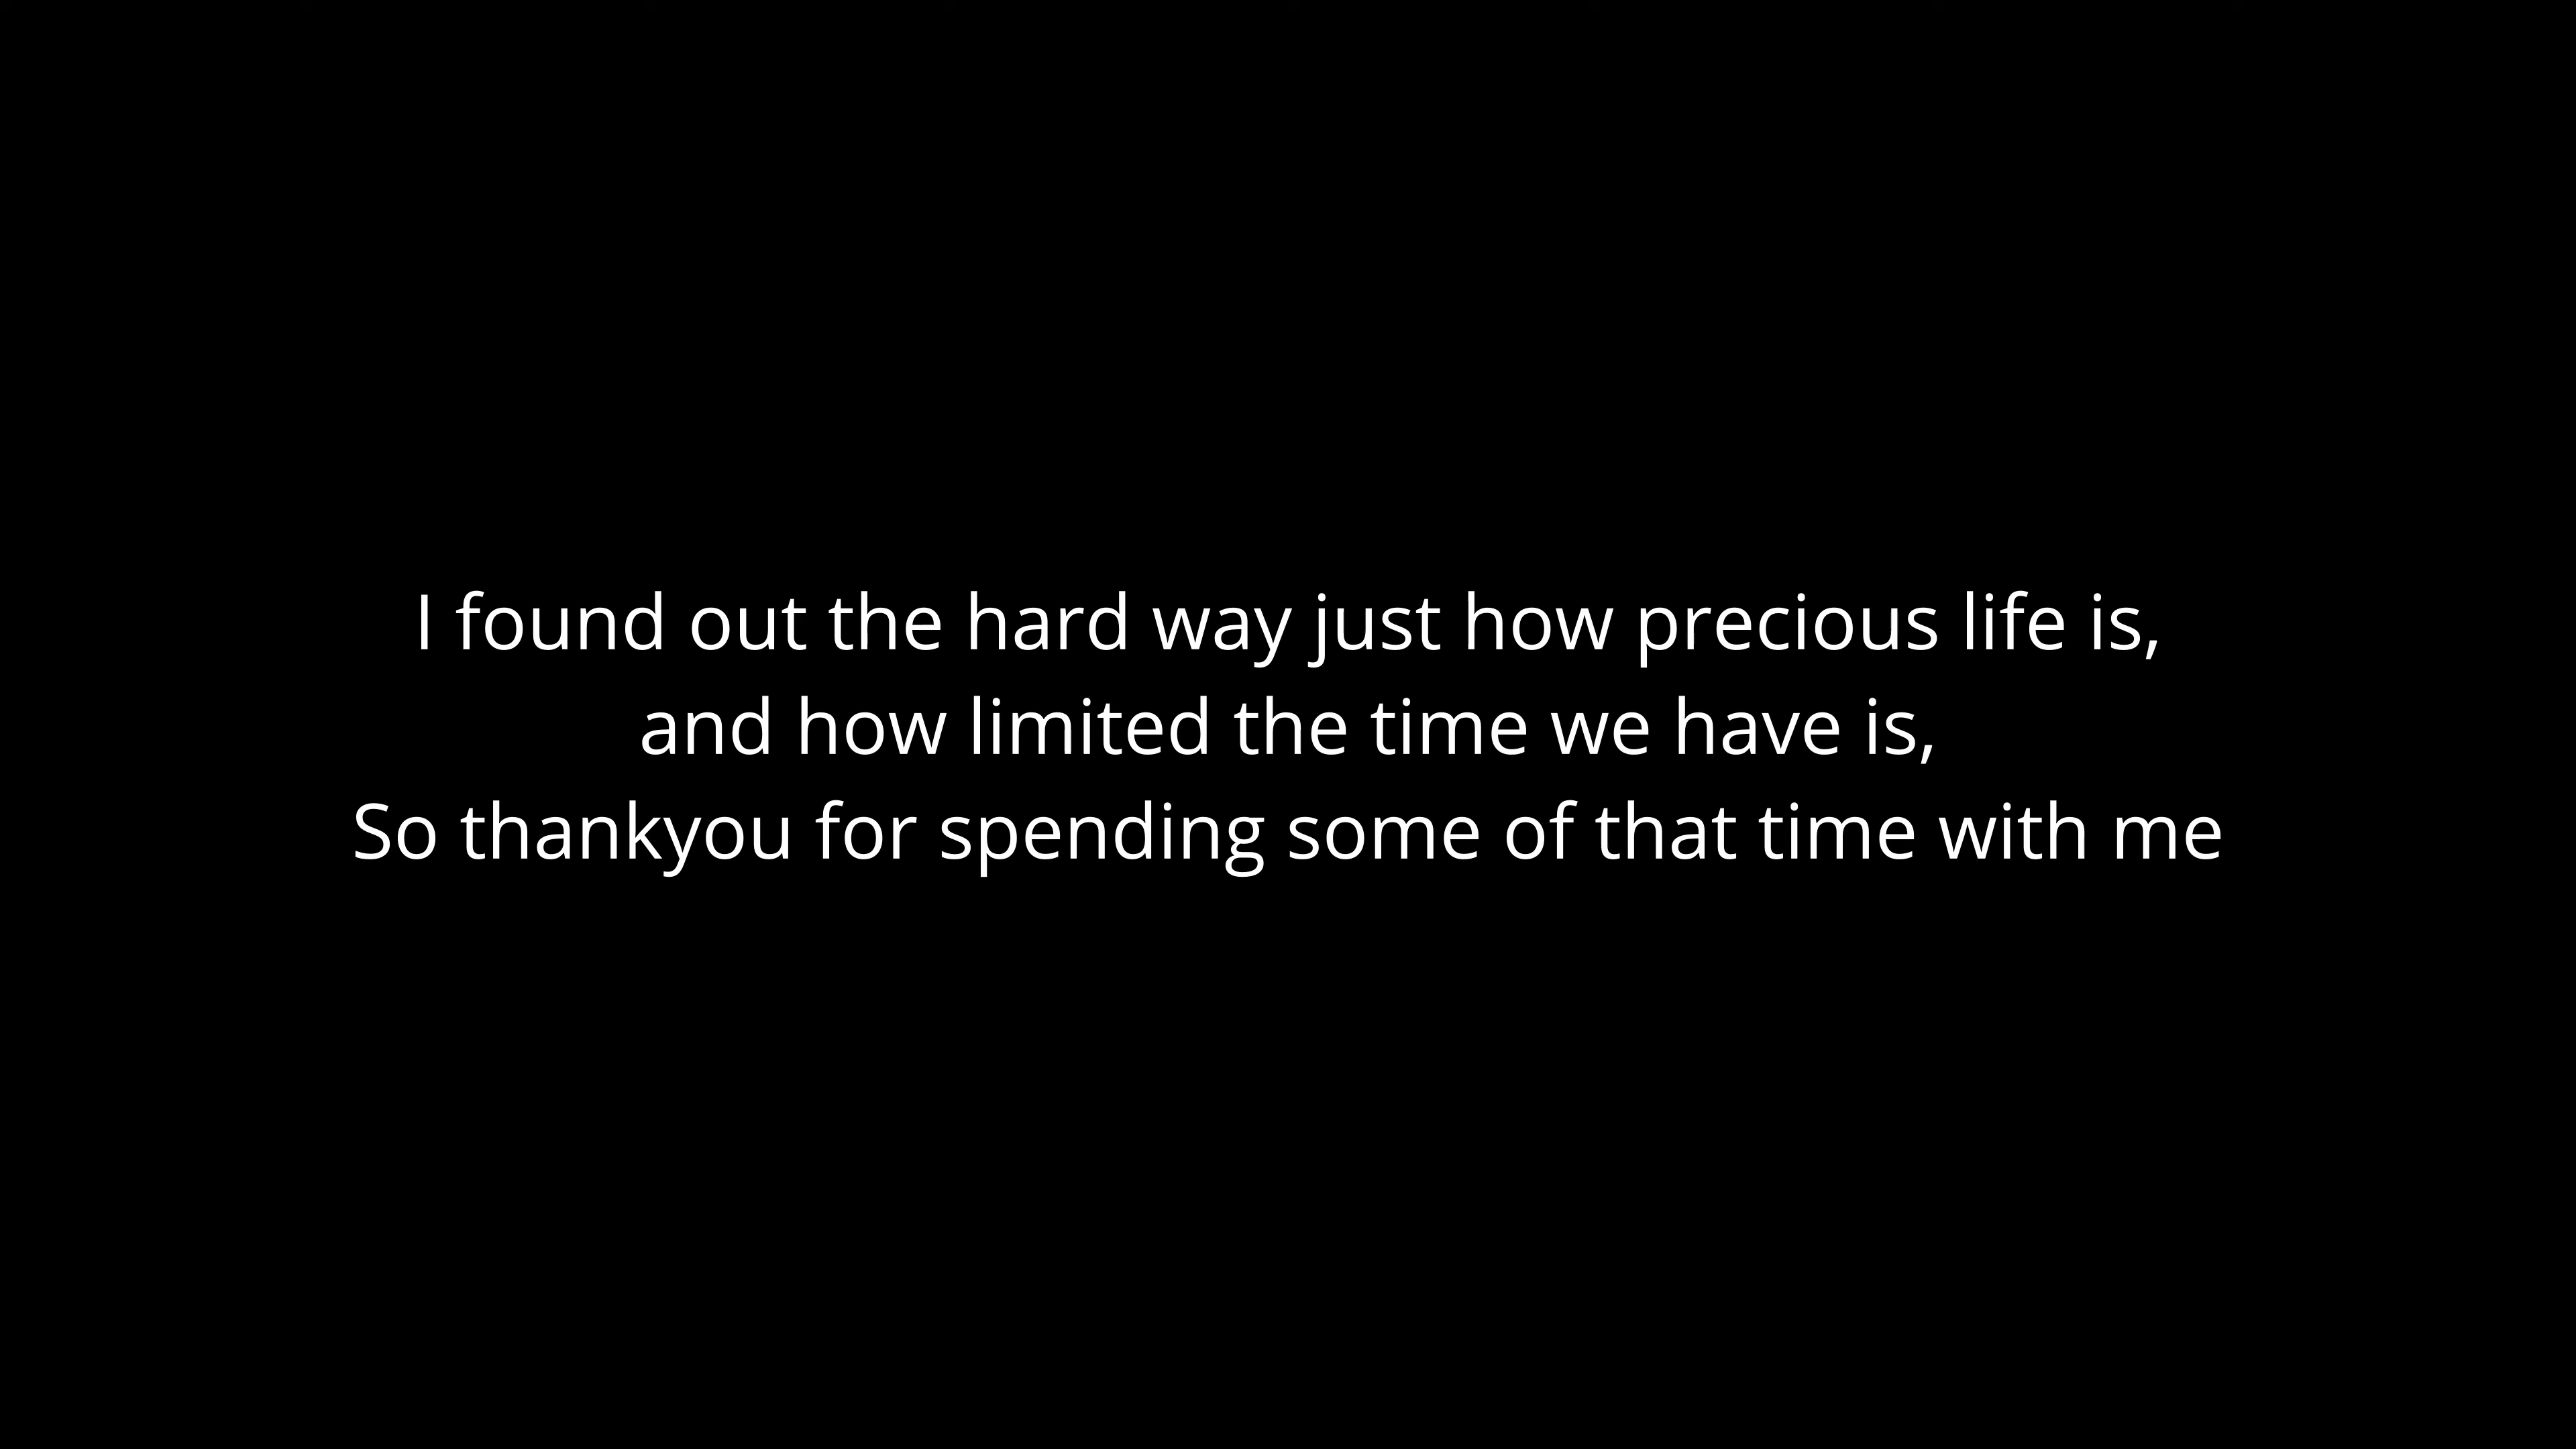 I found out the hard way just how precious life is,
and how limited the time we have is,
So thankyou for spending some of that time with me